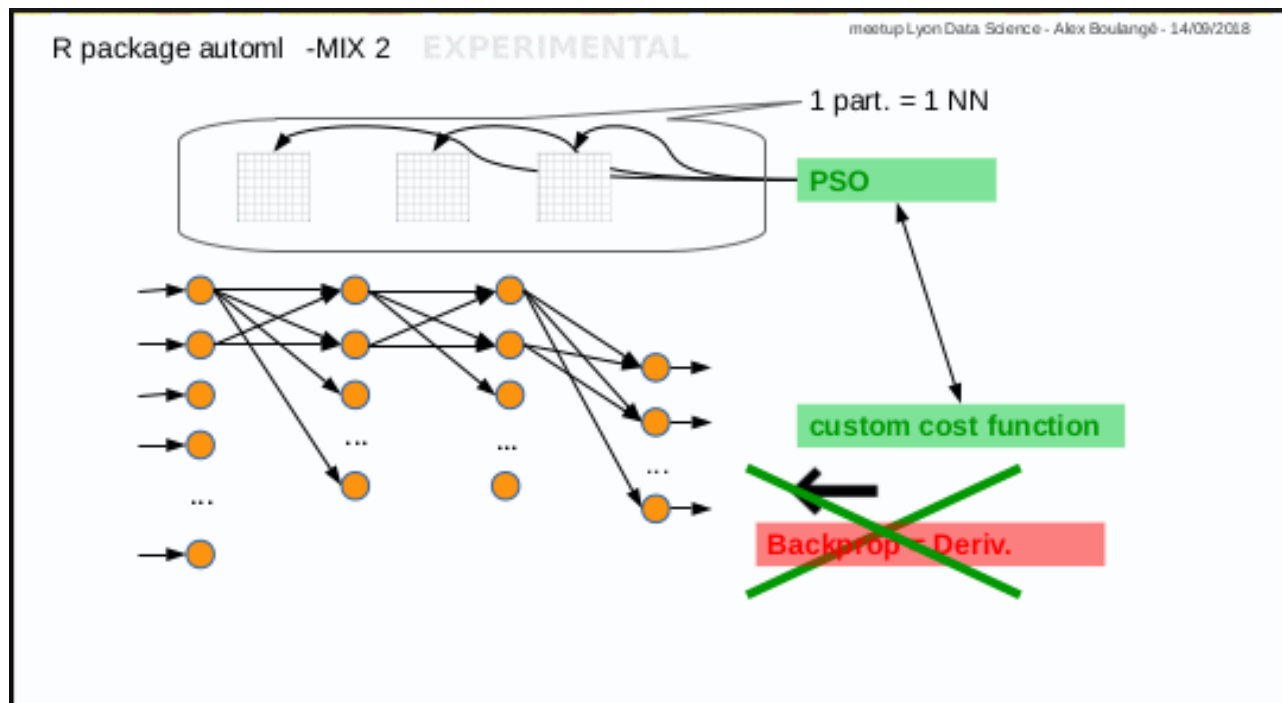 meetup Lyon Data Science - Alex Boulangé - 14/09/2018
R package automl -MIX 2 EXPERIMENTAL
1 part. = 1 NN
PSO
custom cost function
...
...
...
...
Backprop = Deriv.